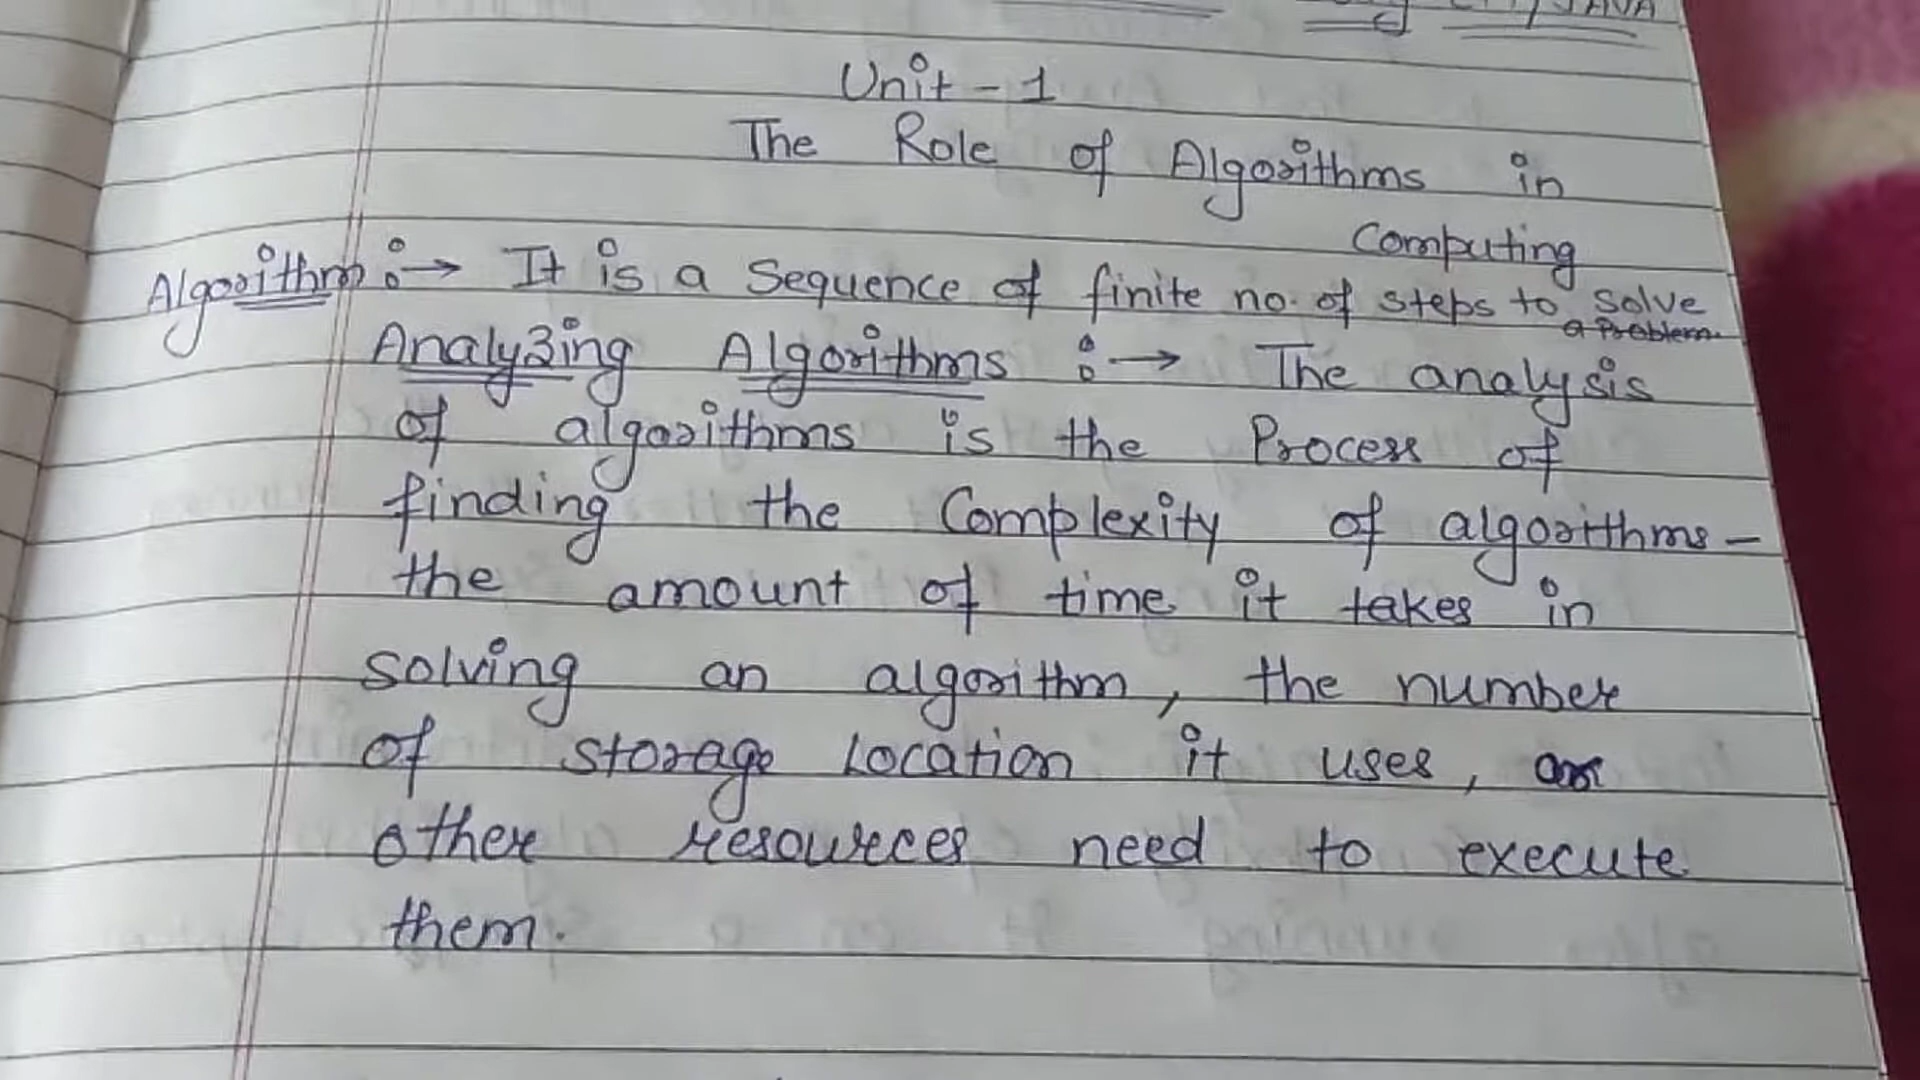 JAVA
Unit - 1
The Role of Algorithms in
Computing
Algorithm :→ It is a Sequence of finite no. of steps to solve
a Problem.
Analyzing Algorithms :→ The analysis
of algorithms is the Process of
finding the Complexity of algorithms -
the amount of time it takes in
solving an algorithm, the number
of storage location it uses, or
other resources need to execute
them.